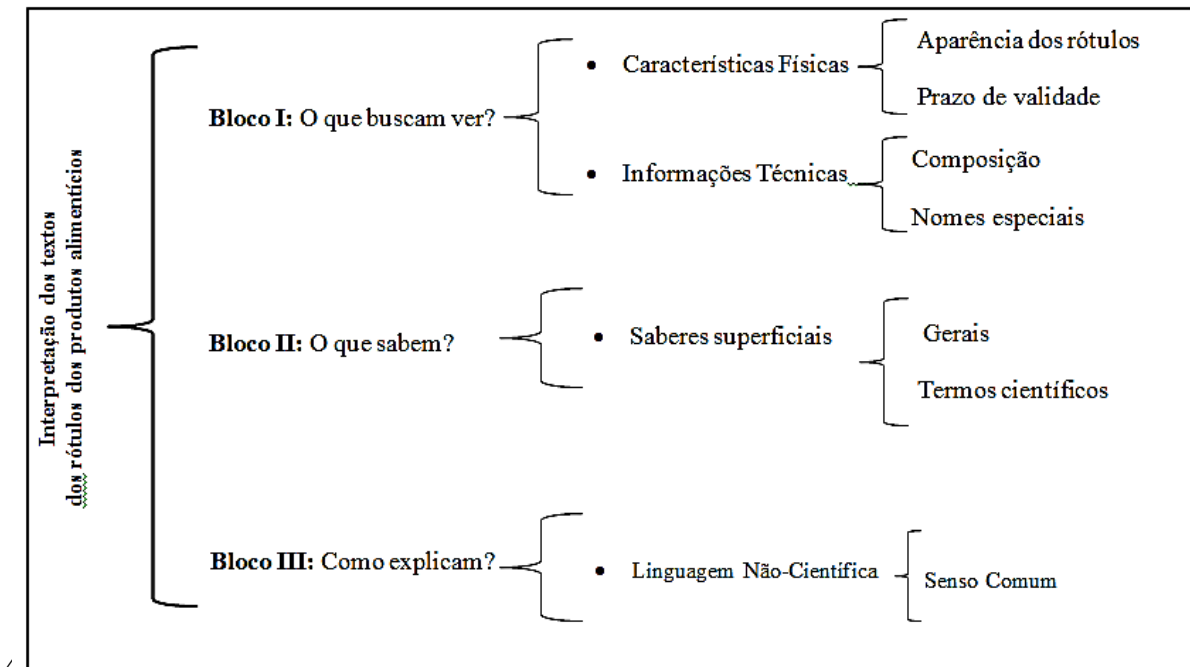 Interpretação dos textos
dos rótulos dos produtos alimentícios
Bloco I: O que buscam ver?
• Características Físicas
Aparência dos rótulos
Prazo de validade
• Informações Técnicas
Composição
Nomes especiais
Bloco II: O que sabem?
• Saberes superficiais
Gerais
Termos científicos
Bloco III: Como explicam?
• Linguagem Não-Científica
Senso Comum